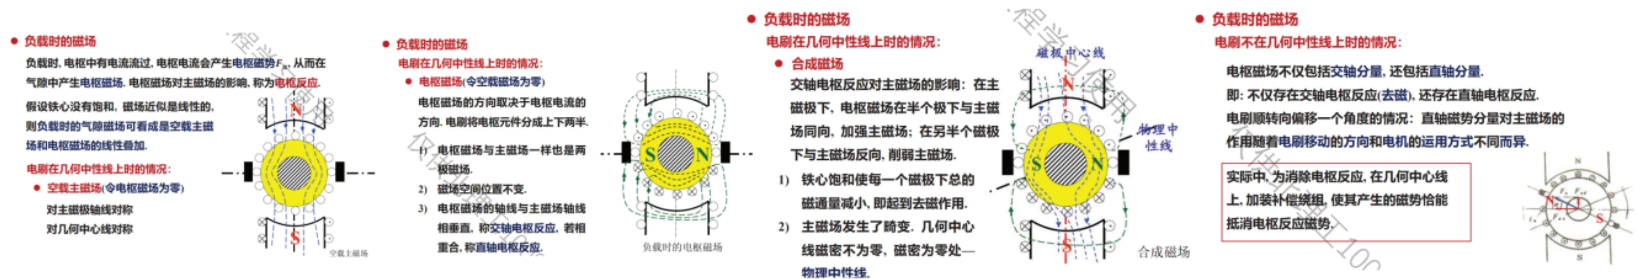 ● 负载时的磁场
负载时, 电枢中有电流流过, 电枢电流会产生电枢磁势Fa, 从而在
气隙中产生电枢磁场. 电枢磁场对主磁场的影响, 称为电枢反应.
假设铁心没有饱和, 磁场近似是线性的,
则负载时的气隙磁场可看成是空载主磁
场和电枢磁场的线性叠加.
电刷在几何中性线上时的情况:
● 空载主磁场(令电枢磁场为零)
对主磁极轴线对称
对几何中心线对称
N
S
空载主磁场
● 负载时的磁场
电刷在几何中性线上时的情况:
● 电枢磁场(令空载磁场为零)
电枢磁场的方向取决于电枢电流的
方向. 电刷将电枢元件分成上下两半.
1) 电枢磁场与主磁场一样也是两
极磁场.
2) 磁场空间位置不变.
3) 电枢磁场的轴线与主磁场轴线
相垂直, 称交轴电枢反应, 若相
重合, 称直轴电枢反应.
S N
负载时的电枢磁场
● 负载时的磁场
电刷在几何中性线上时的情况:
● 合成磁场
交轴电枢反应对主磁场的影响: 在主
磁极下, 电枢磁场在半个极下与主磁
场同向, 加强主磁场; 在另半个磁极
下与主磁场反向, 削弱主磁场.
1) 铁心饱和使每一个磁极下总的
磁通量减小, 即起到去磁作用.
2) 主磁场发生了畸变. 几何中心
线磁密不为零, 磁密为零处—
物理中性线.
磁极中心线
N
物理中
性线
S N
S
合成磁场
● 负载时的磁场
电刷不在几何中性线上时的情况:
电枢磁场不仅包括交轴分量, 还包括直轴分量.
即: 不仅存在交轴电枢反应(去磁), 还存在直轴电枢反应.
电刷顺转向偏移一个角度的情况: 直轴磁势分量对主磁场的
作用随着电刷移动的方向和电机的运用方式不同而异.
实际中, 为消除电枢反应, 在几何中心线
上, 加装补偿绕组, 使其产生的磁势恰能
抵消电枢反应磁势.
N
N
S
S